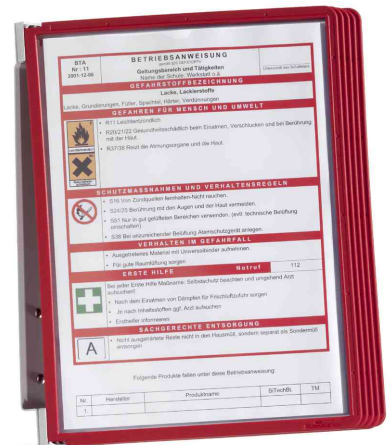 BTA
Nr : 11
2001-12-06
BETRIEBSANWEISUNG
Geltungsbereich und Tätigkeiten
Name der Schule, Werkstatt o.ä.
GEFAHRSTOFFBEZEICHNUNG
Lacke, Lackierstoffe
Lacke, Grundierungen, Füller, Spachtel, Härter, Verdünnungen
GEFAHREN FÜR MENSCH UND UMWELT
• R11 Leichtentzündlich
• R20/21/22 Gesundheitsschädlich beim Einatmen, Verschlucken und bei Berührung
mit der Haut
• R37/38 Reizt die Atmungsorgane und die Haut.
SCHUTZMASSNAHMEN UND VERHALTENSREGELN
• S16 Von Zündquellen fernhalten-Nicht rauchen.
• S24/25 Berührung mit den Augen und der Haut vermeiden.
• S51 Nur in gut gelüfteten Bereichen verwenden. (evtl. technische Belüftung
einschalten)
• S38 Bei unzureichender Belüftung Atemschutzgerät anlegen.
VERHALTEN IM GEFAHRFALL
• Ausgetretenes Material mit Universalbinder aufnehmen.
• Für gute Raumlüftung sorgen
ERSTE HILFE Notruf 112
Bei jeder Erste Hilfe Maßname: Selbstschutz beachten und umgehend Arzt
aufsuchen!
• Nach dem Einatmen von Dämpfen für Frischluftzufuhr sorgen
• Je nach Inhaltsstoffen ggf. Arzt aufsuchen
• Ersthelfer informieren
SACHGERECHTE ENTSORGUNG
A
• Nicht ausgehärtete Reste nicht in den Hausmüll, sondern separat als Sondermüll
entsorgen
Folgende Produkte fallen unter diese Betriebsanweisung:
Nr. Hersteller Produktname SiTechBl. TM
1.